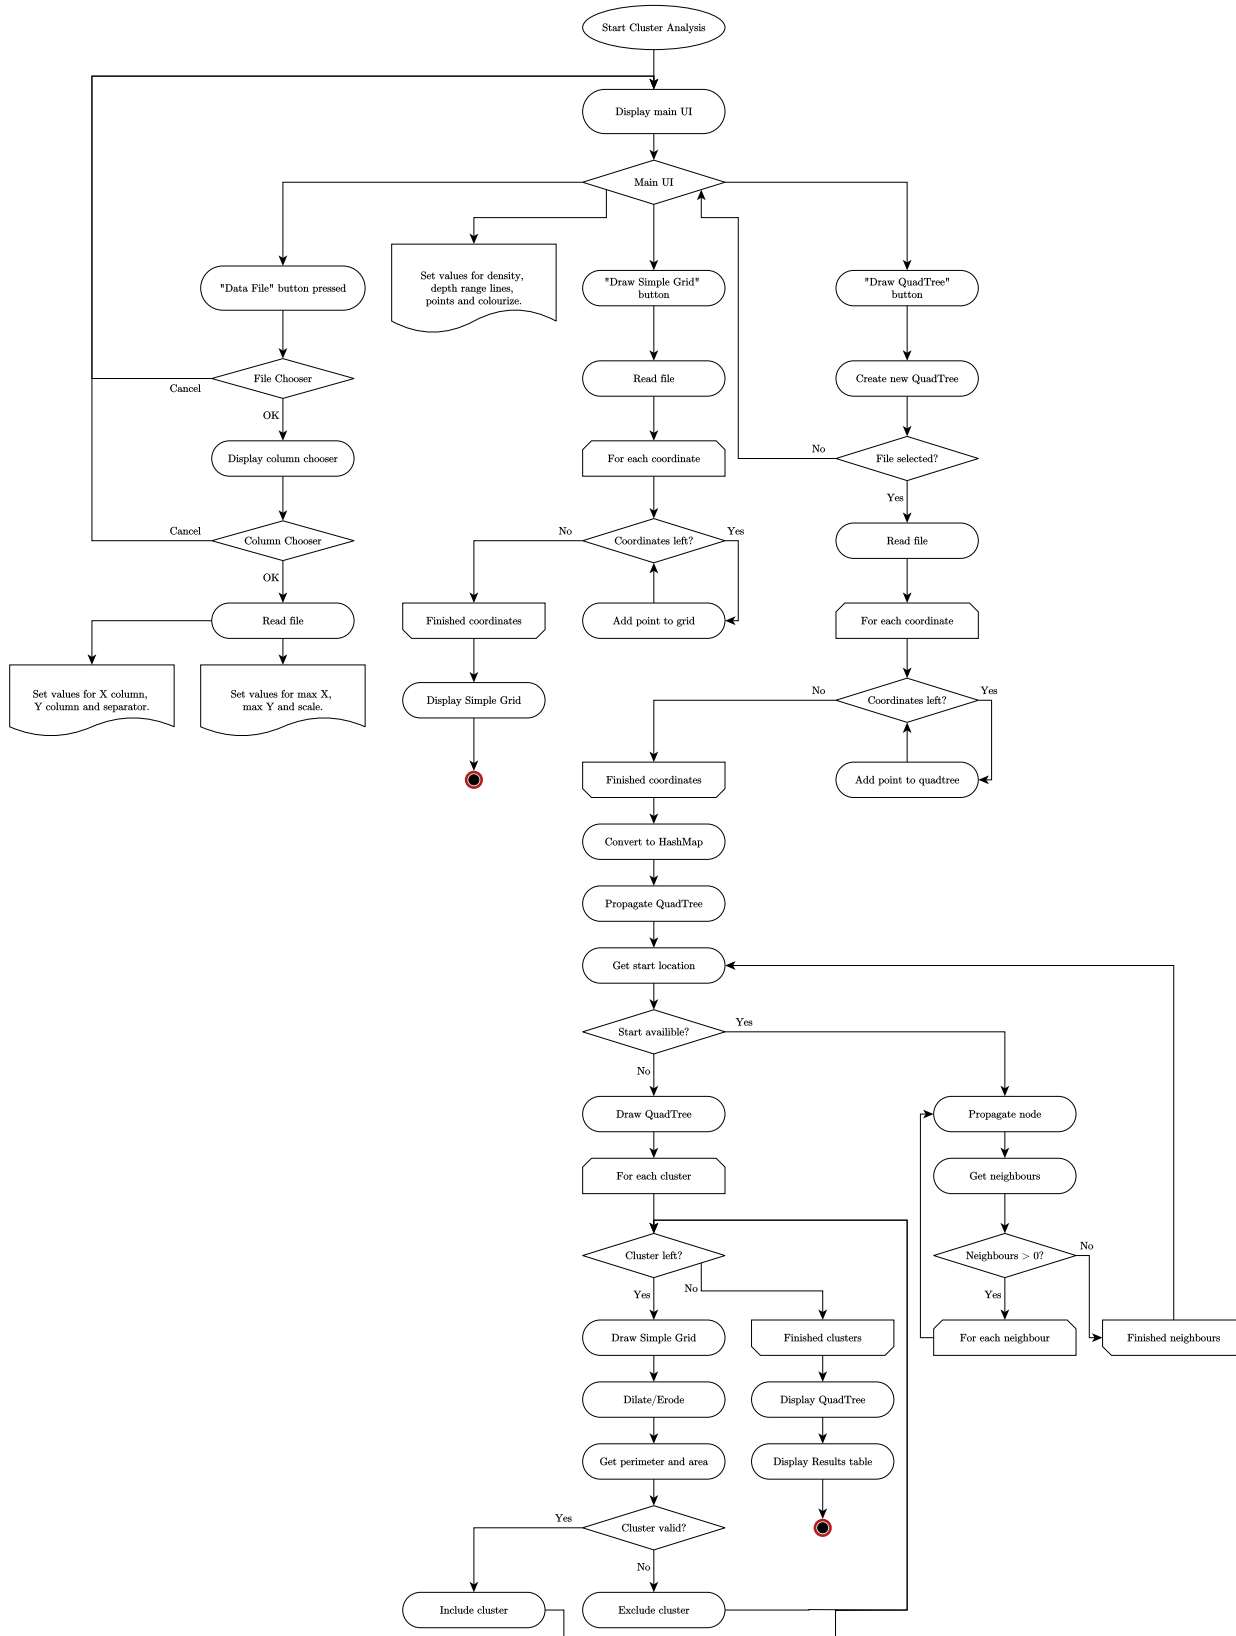 Start Cluster Analysis
Display main UI
Main UI
"Data File" button pressed
Set values for density,
depth range lines,
points and colourize.
"Draw Simple Grid"
button
"Draw QuadTree"
button
File Chooser
Cancel
OK
Read file
Create new QuadTree
Display column chooser
For each coordinate
No
File selected?
Yes
Cancel
Column Chooser
OK
No
Coordinates left?
Yes
Read file
Read file
Finished coordinates
Add point to grid
For each coordinate
Set values for X column,
Y column and separator.
Set values for max X,
max Y and scale.
Display Simple Grid
No
Coordinates left?
Yes
Finished coordinates
Add point to quadtree
Convert to HashMap
Propagate QuadTree
Get start location
Start availible?
Yes
No
Draw QuadTree
Propagate node
For each cluster
Get neighbours
Cluster left?
Neighbours > 0?
No
Yes
No
Yes
Draw Simple Grid
Finished clusters
For each neighbour
Finished neighbours
Dilate/Erode
Display QuadTree
Get perimeter and area
Display Results table
Yes
Cluster valid?
No
Include cluster
Exclude cluster